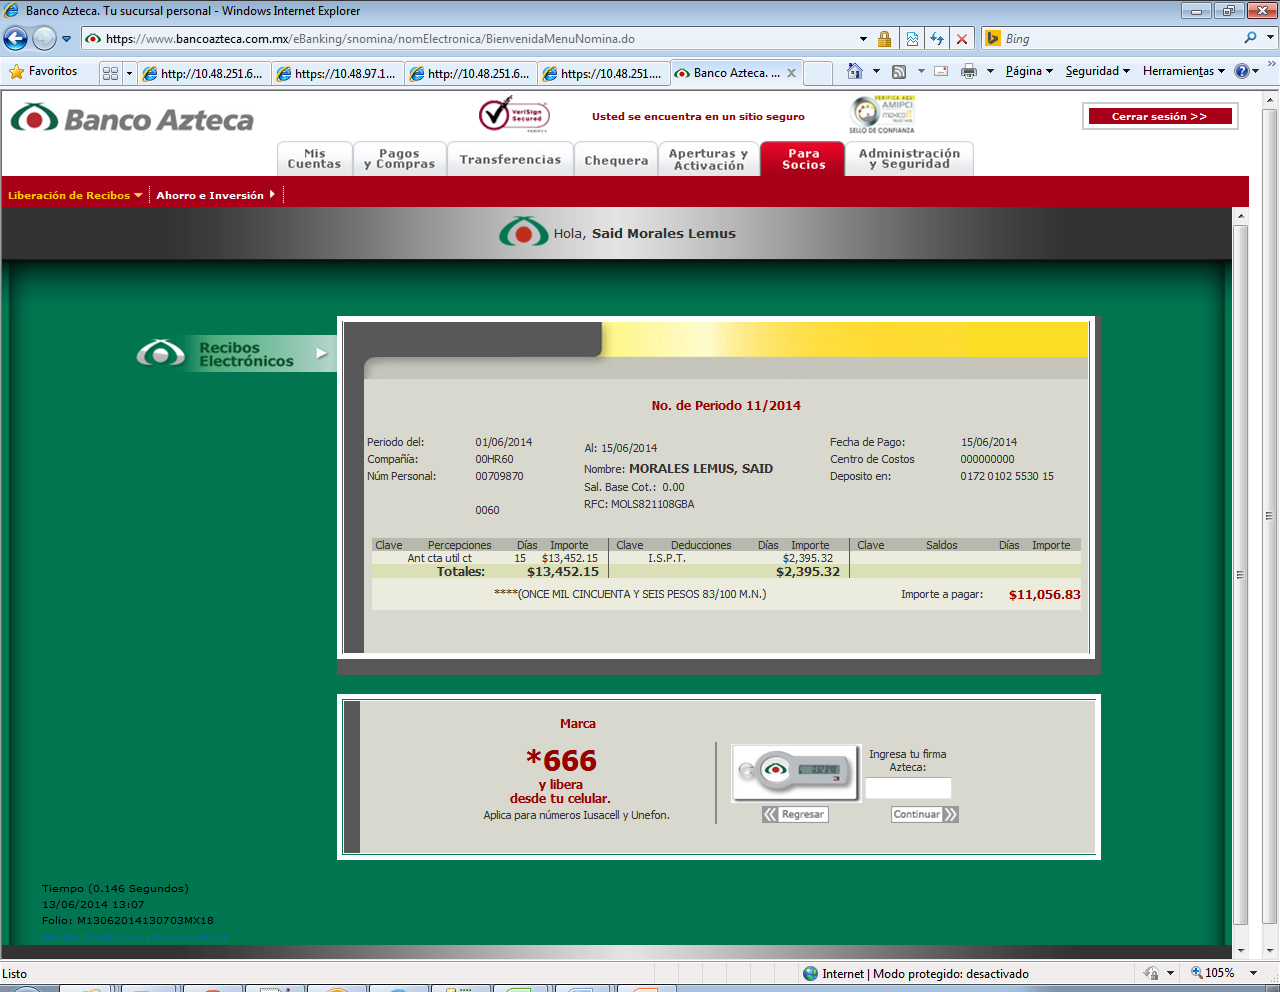 Banco Azteca. Tu sucursal personal - Windows Internet Explorer
https://www.bancoazteca.com.mx/eBanking/snomina/nomElectronica/BienvenidaMenuNomina.do
Bing
Favoritos
http://10.48.251.6...
https://10.48.97.1...
http://10.48.251.6...
https://10.48.251....
Banco Azteca. ...
Página
Seguridad
Herramientas
Banco Azteca
VeriSign Secured
Usted se encuentra en un sitio seguro
VERIFICA AQUI
AMIPCI
SELLO DE CONFIANZA
Cerrar sesión >>
Mis Cuentas
Pagos y Compras
Transferencias
Chequera
Aperturas y Activación
Para Socios
Administración y Seguridad
Liberación de Recibos
Ahorro e Inversión
Hola, Said Morales Lemus
Recibos Electrónicos
No. de Periodo 11/2014
Periodo del: 01/06/2014 Al: 15/06/2014 Fecha de Pago: 15/06/2014
Compañía: 00HR60 Nombre: MORALES LEMUS, SAID Centro de Costos 000000000
Núm Personal: 00709870 Sal. Base Cot.: 0.00 Deposito en: 0172 0102 5530 15
0060 RFC: MOLS821108GBA
Clave Percepciones Días Importe Clave Deducciones Días Importe Clave Saldos Días Importe
Ant cta util ct 15 $13,452.15 I.S.P.T. $2,395.32
Totales: $13,452.15 $2,395.32
****(ONCE MIL CINCUENTA Y SEIS PESOS 83/100 M.N.) Importe a pagar: $11,056.83
Marca
*666
y libera
desde tu celular.
Aplica para números Iusacell y Unefon.
Ingresa tu firma
Azteca:
Regresar
Continuar
Tiempo (0.146 Segundos)
13/06/2014 13:07
Folio: M13062014130703MX18
Listo
Internet | Modo protegido: desactivado
105%